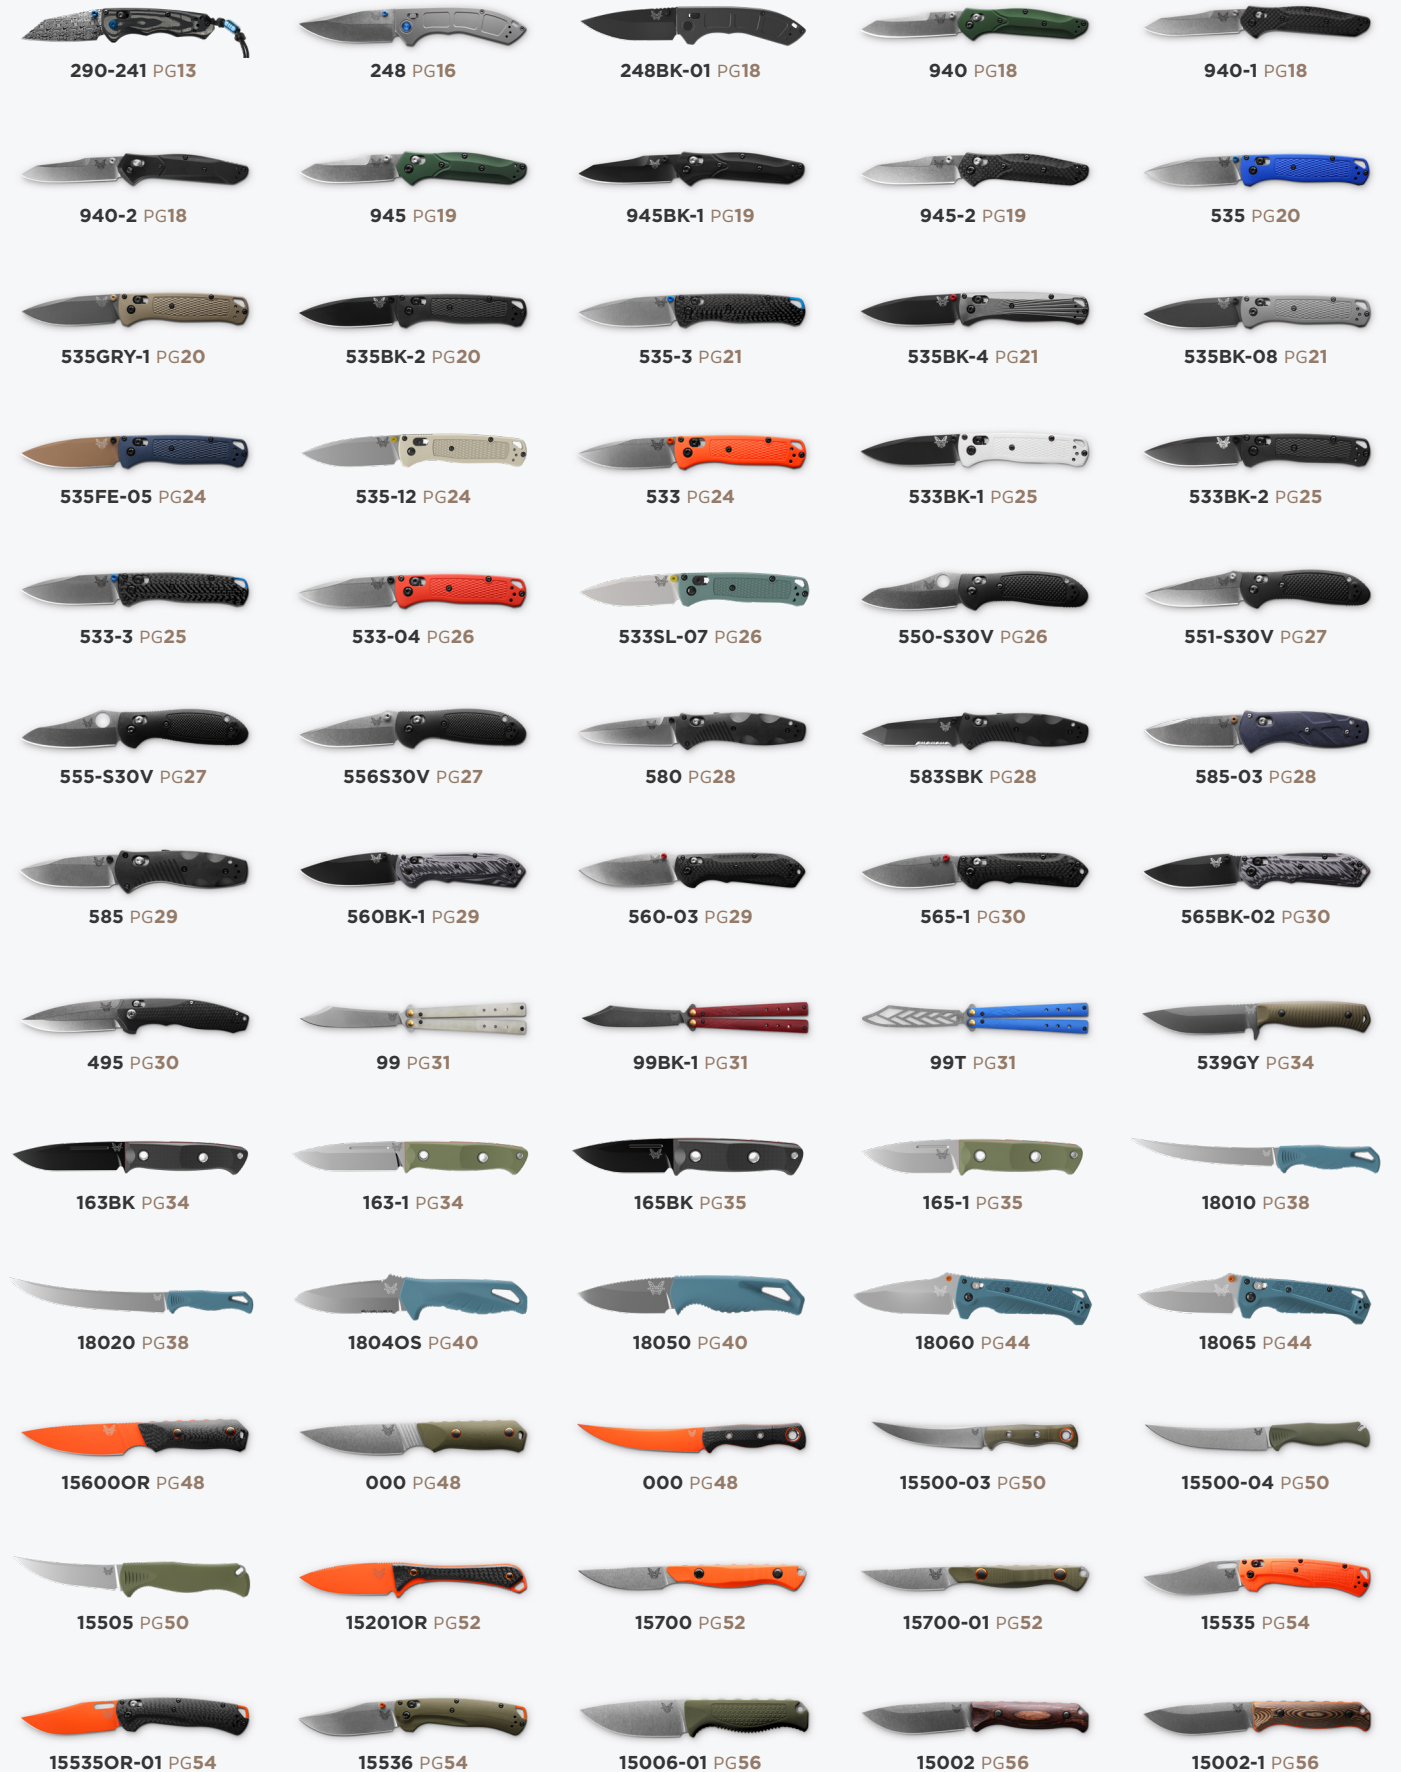 290-241 PG13
248 PG16
248BK-01 PG18
940 PG18
940-1 PG18
940-2 PG18
945 PG19
945BK-1 PG19
945-2 PG19
535 PG20
535GRY-1 PG20
535BK-2 PG20
535-3 PG21
535BK-4 PG21
535BK-08 PG21
535FE-05 PG24
535-12 PG24
533 PG24
533BK-1 PG25
533BK-2 PG25
533-3 PG25
533-04 PG26
533SL-07 PG26
550-S30V PG26
551-S30V PG27
555-S30V PG27
556S30V PG27
580 PG28
583SBK PG28
585-03 PG28
585 PG29
560BK-1 PG29
560-03 PG29
565-1 PG30
565BK-02 PG30
495 PG30
99 PG31
99BK-1 PG31
99T PG31
539GY PG34
163BK PG34
163-1 PG34
165BK PG35
165-1 PG35
18010 PG38
18020 PG38
1804OS PG40
18050 PG40
18060 PG44
18065 PG44
15600OR PG48
000 PG48
000 PG48
15500-03 PG50
15500-04 PG50
15505 PG50
15201OR PG52
15700 PG52
15700-01 PG52
15535 PG54
15535OR-01 PG54
15536 PG54
15006-01 PG56
15002 PG56
15002-1 PG56